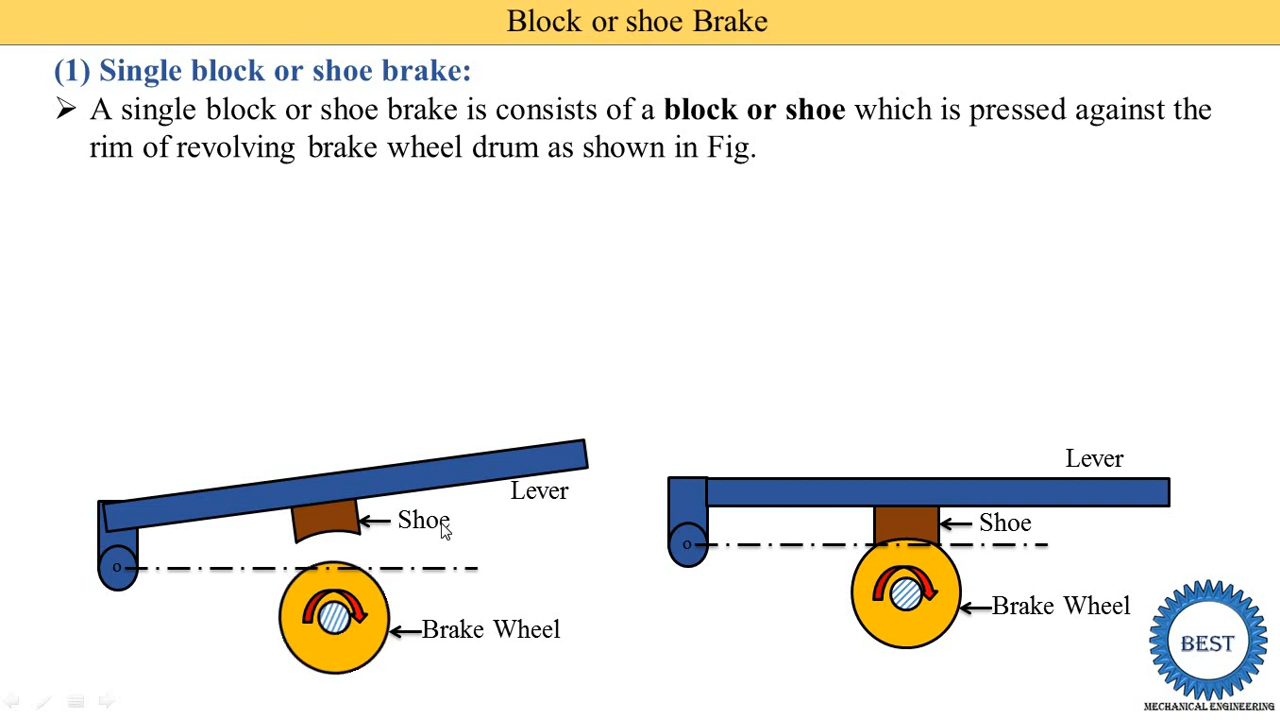 Block or shoe Brake
(1) Single block or shoe brake:
➢ A single block or shoe brake is consists of a block or shoe which is pressed against the
rim of revolving brake wheel drum as shown in Fig.
Lever
Shoe
o
Brake Wheel
Lever
Shoe
o
Brake Wheel
BEST
MECHANICAL ENGINEERING